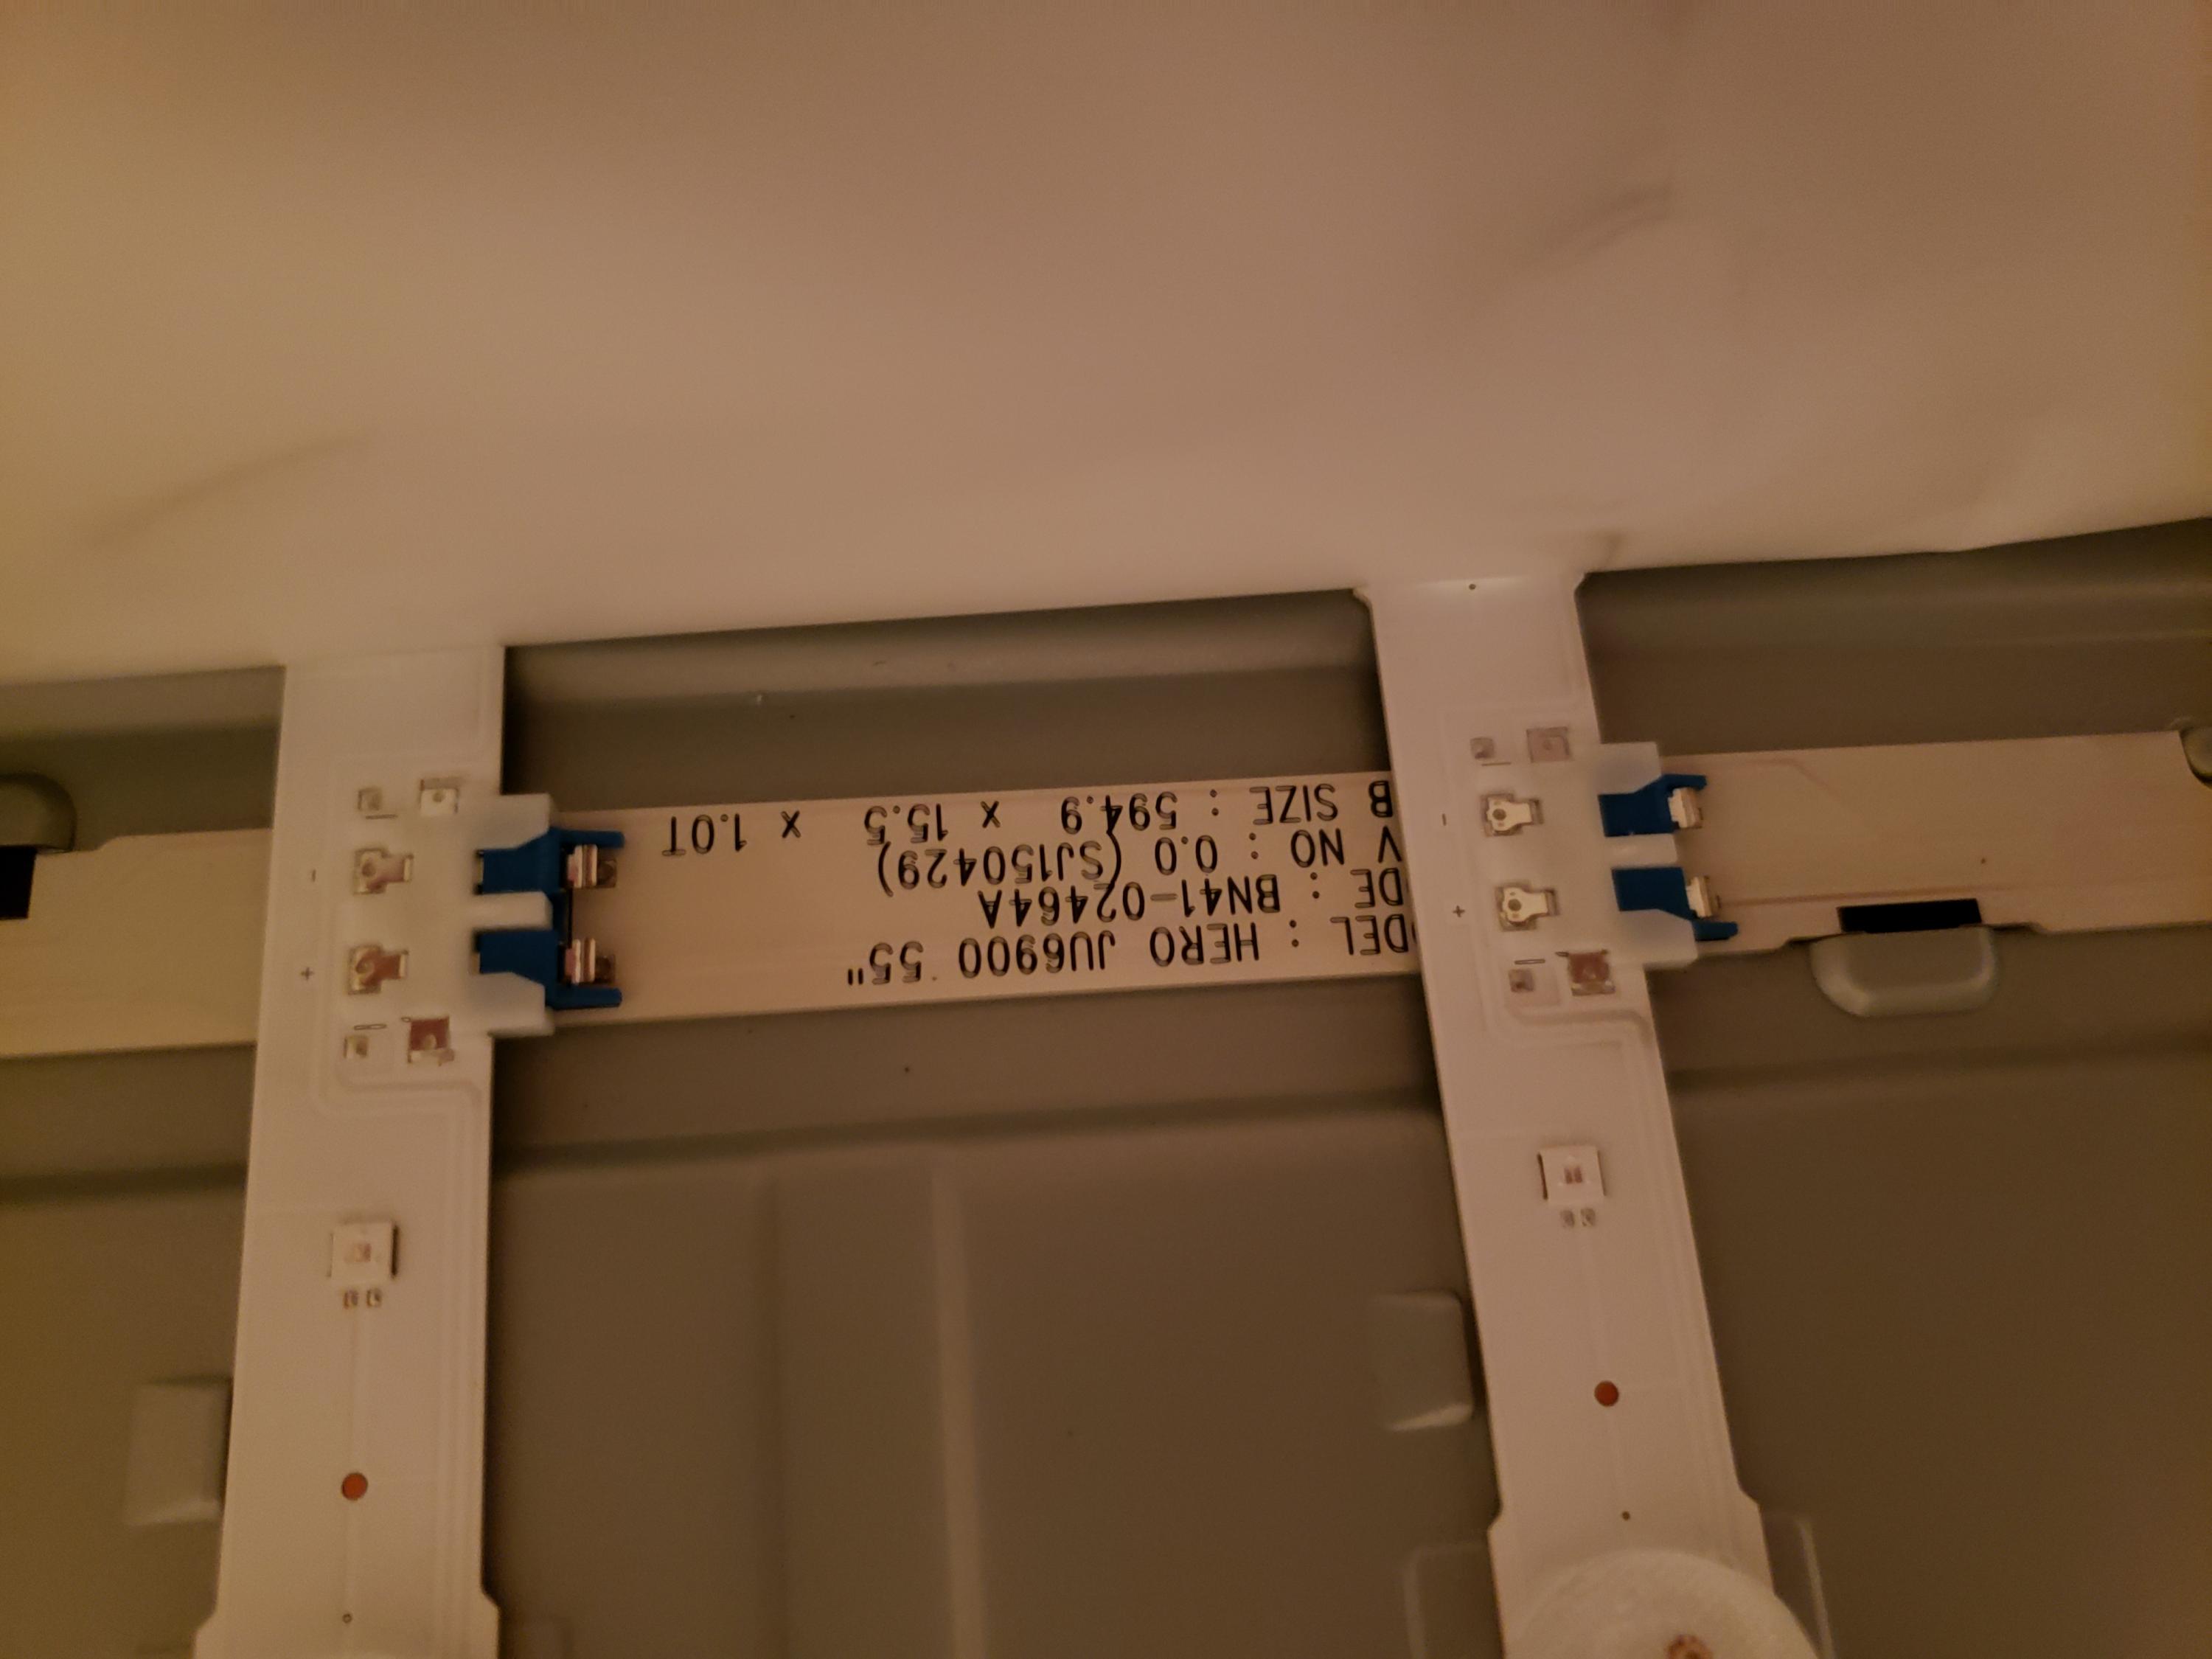 DEL : HERO JU6900 55"
DE : BN41-02464A
V NO : 0.0 (SJ150429)
B SIZE : 594.9 x 15.5 x 1.0T
- +
- +